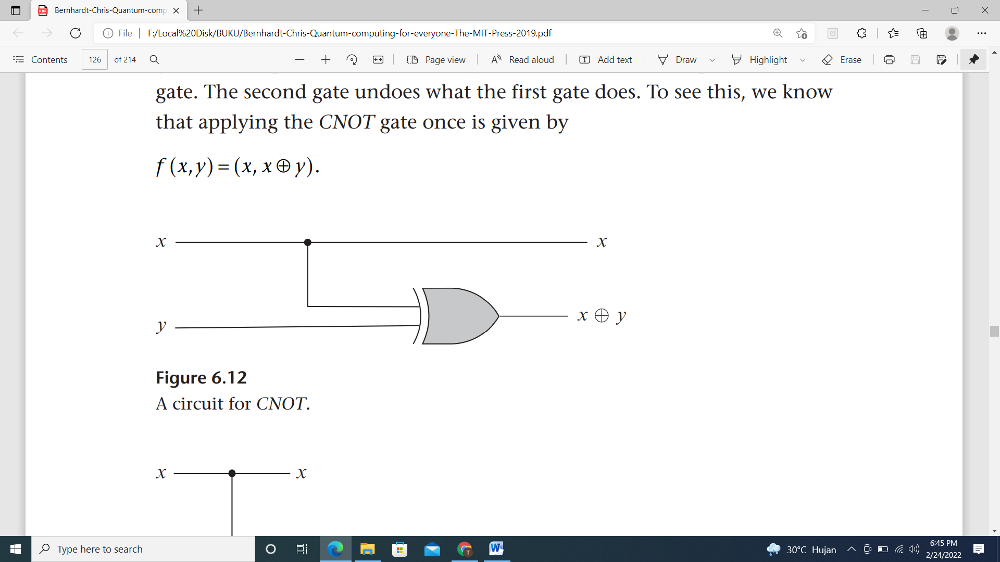 Bernhardt-Chris-Quantum-comp
File F:/Local%20Disk/BUKU/Bernhardt-Chris-Quantum-computing-for-everyone-The-MIT-Press-2019.pdf
Contents 126 of 214 Page view Read aloud Add text Draw Highlight Erase
gate. The second gate undoes what the first gate does. To see this, we know
that applying the CNOT gate once is given by
f(x,y)=(x, x⊕y).
x x
x ⊕ y
y
Figure 6.12
A circuit for CNOT.
x x
Type here to search 30°C Hujan 6:45 PM
2/24/2022